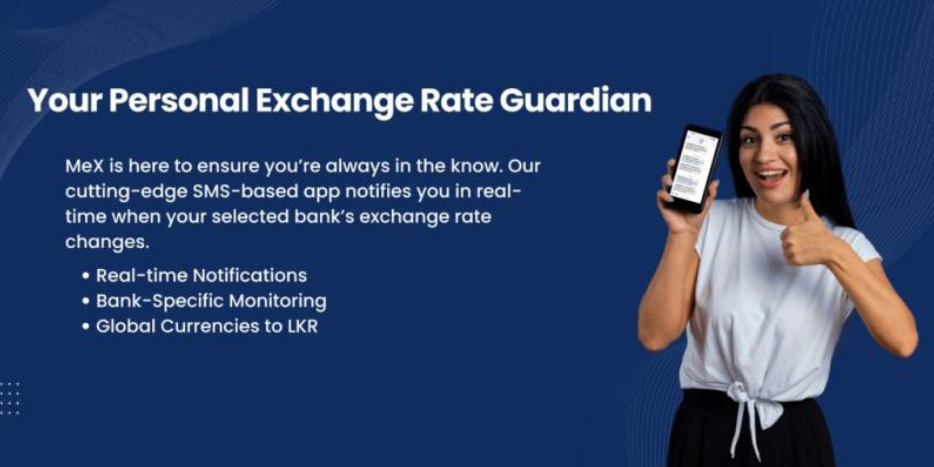 Your Personal Exchange Rate Guardian
MeX is here to ensure you’re always in the know. Our
cutting-edge SMS-based app notifies you in real-
time when your selected bank’s exchange rate
changes.
• Real-time Notifications
• Bank-Specific Monitoring
• Global Currencies to LKR